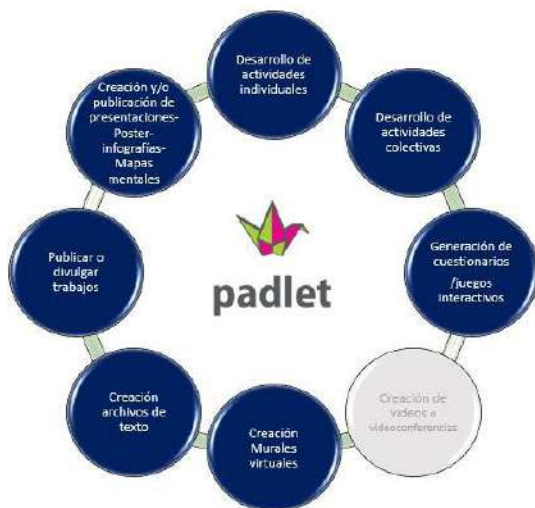 Desarrollo de
actividades
individuales
Desarrollo de
actividades
colectivas
Generación de
cuestionarios
/juegos
interactivos
Creación de
videos o
videoconferencias
Creación
Murales
virtuales
Creación
archivos de
texto
Publicar o
divulgar
trabajos
Creación y/o
publicación de
presentaciones-
Poster-
infografías-
Mapas
mentales
padlet